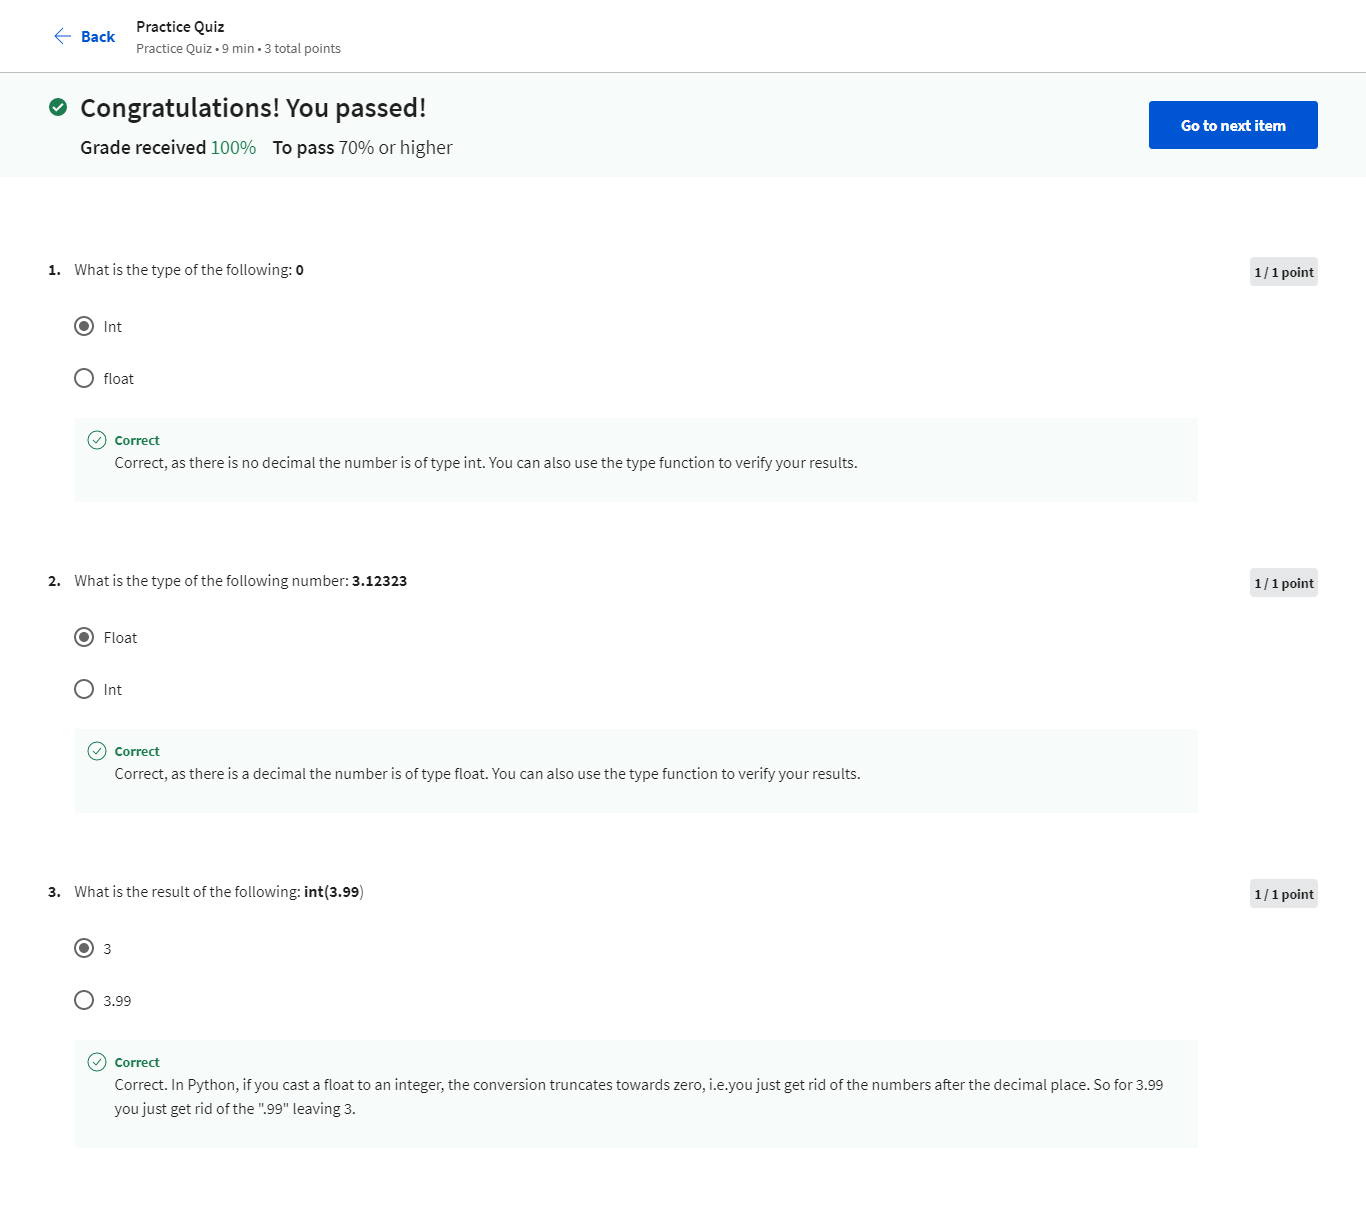 Back
Practice Quiz
Practice Quiz • 9 min • 3 total points
Congratulations! You passed!
Grade received 100% To pass 70% or higher
Go to next item
1. What is the type of the following: 0
1 / 1 point
Int
float
Correct
Correct, as there is no decimal the number is of type int. You can also use the type function to verify your results.
2. What is the type of the following number: 3.12323
1 / 1 point
Float
Int
Correct
Correct, as there is a decimal the number is of type float. You can also use the type function to verify your results.
3. What is the result of the following: int(3.99)
1 / 1 point
3
3.99
Correct
Correct. In Python, if you cast a float to an integer, the conversion truncates towards zero, i.e.you just get rid of the numbers after the decimal place. So for 3.99
you just get rid of the ".99" leaving 3.